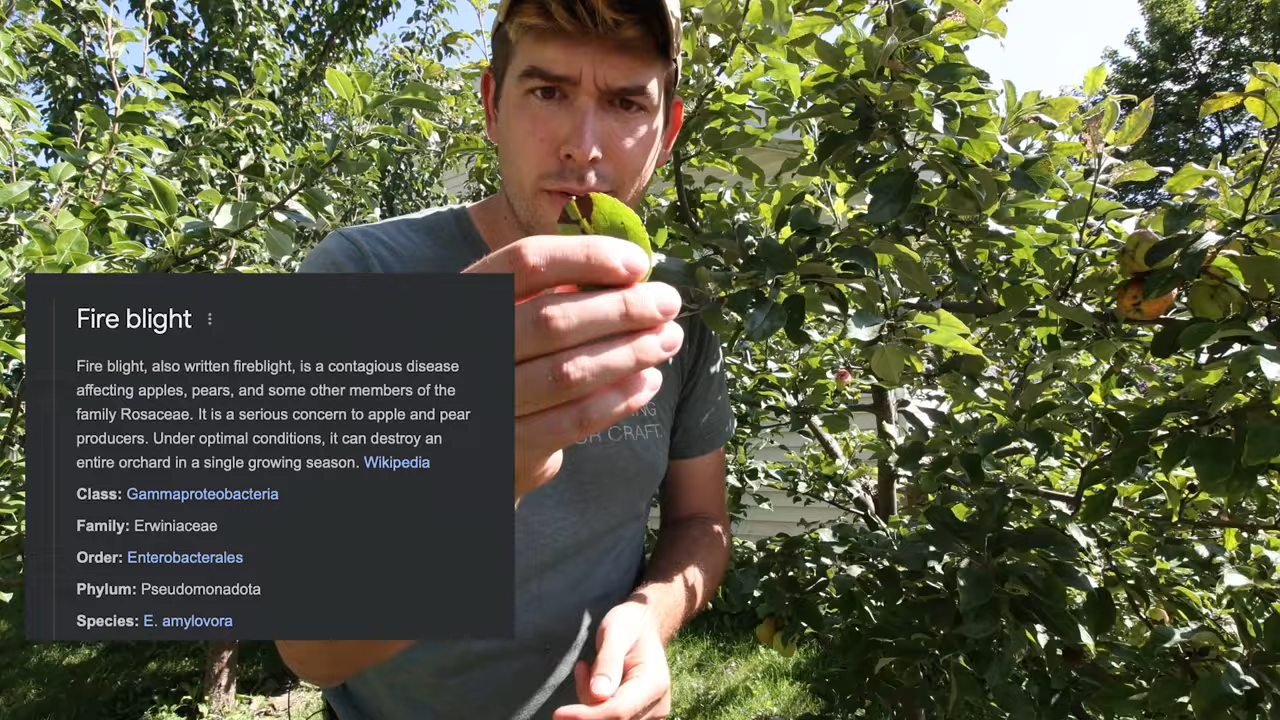 Fire blight
Fire blight, also written fireblight, is a contagious disease
affecting apples, pears, and some other members of the
family Rosaceae. It is a serious concern to apple and pear
producers. Under optimal conditions, it can destroy an
entire orchard in a single growing season. Wikipedia
Class: Gammaproteobacteria
Family: Erwiniaceae
Order: Enterobacterales
Phylum: Pseudomonadota
Species: E. amylovora
CRAFT.